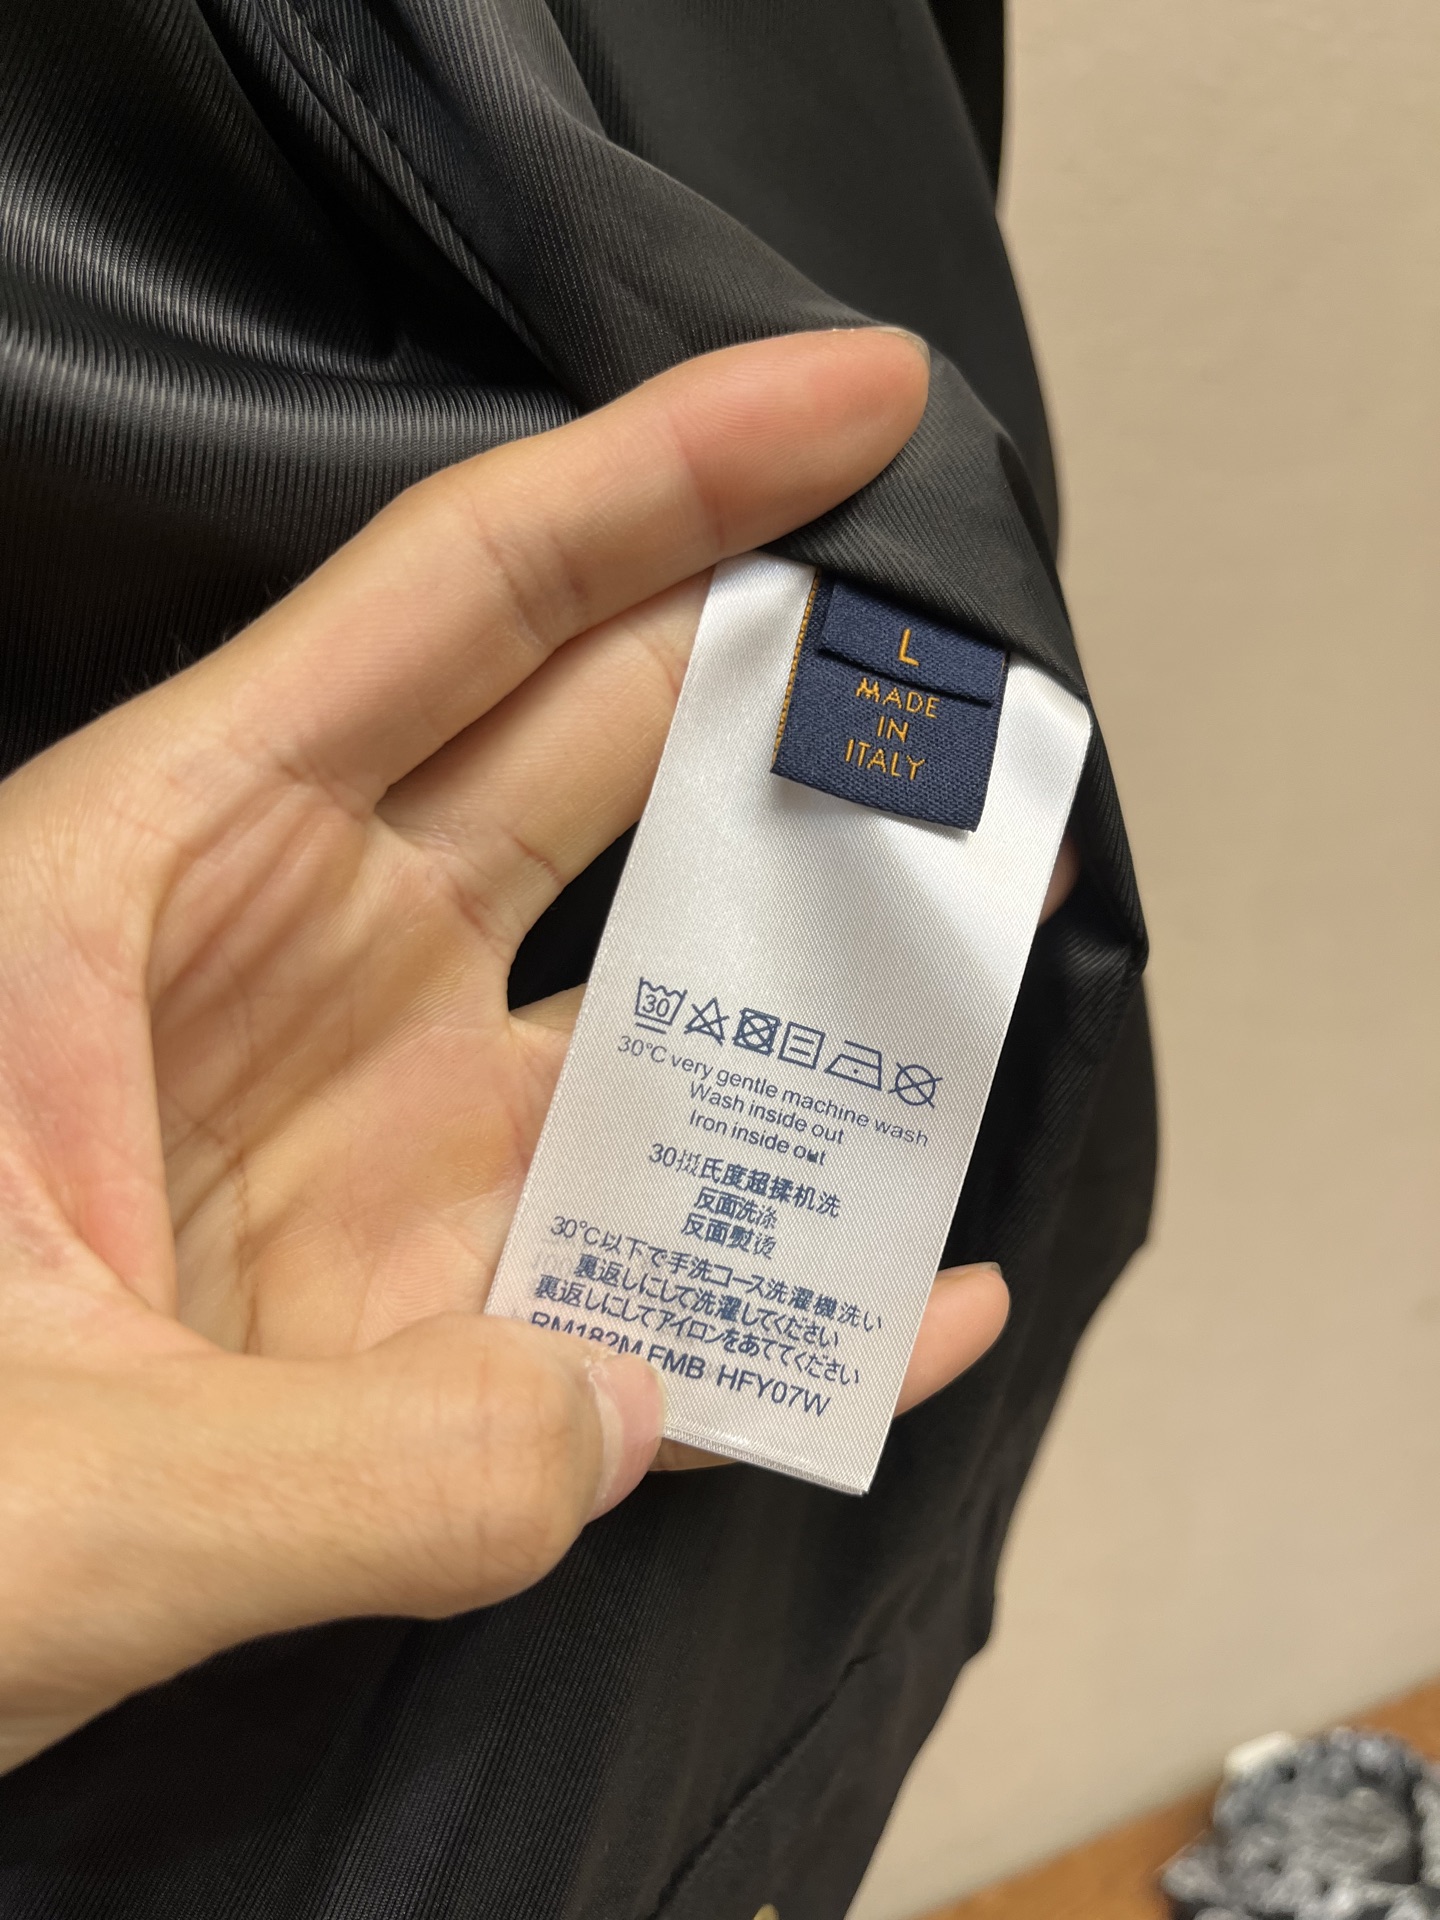 L
MADE
IN
ITALY
30
30°C very gentle machine wash
Wash inside out
Iron inside out
30摄氏度超揉机洗
反面洗涤
反面熨烫
30°C以下で手洗コース洗濯機洗い
裏返しにして洗濯してください
裏返しにしてアイロンをあててください
RM182M FMB HFY07W